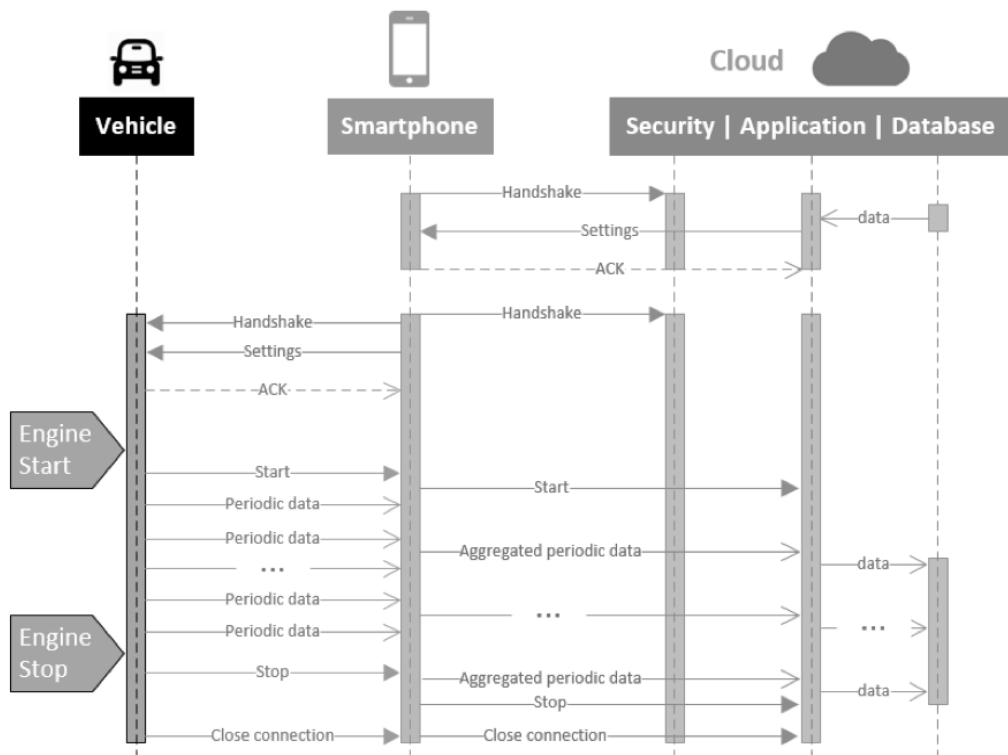 Cloud
Vehicle
Smartphone
Security | Application | Database
Handshake
data
Settings
ACK
Handshake
Handshake
Settings
ACK
Engine
Start
Start
Start
Periodic data
Periodic data
Aggregated periodic data
data
...
Periodic data
...
...
Engine
Stop
Periodic data
Stop
Aggregated periodic data
data
Stop
Close connection
Close connection